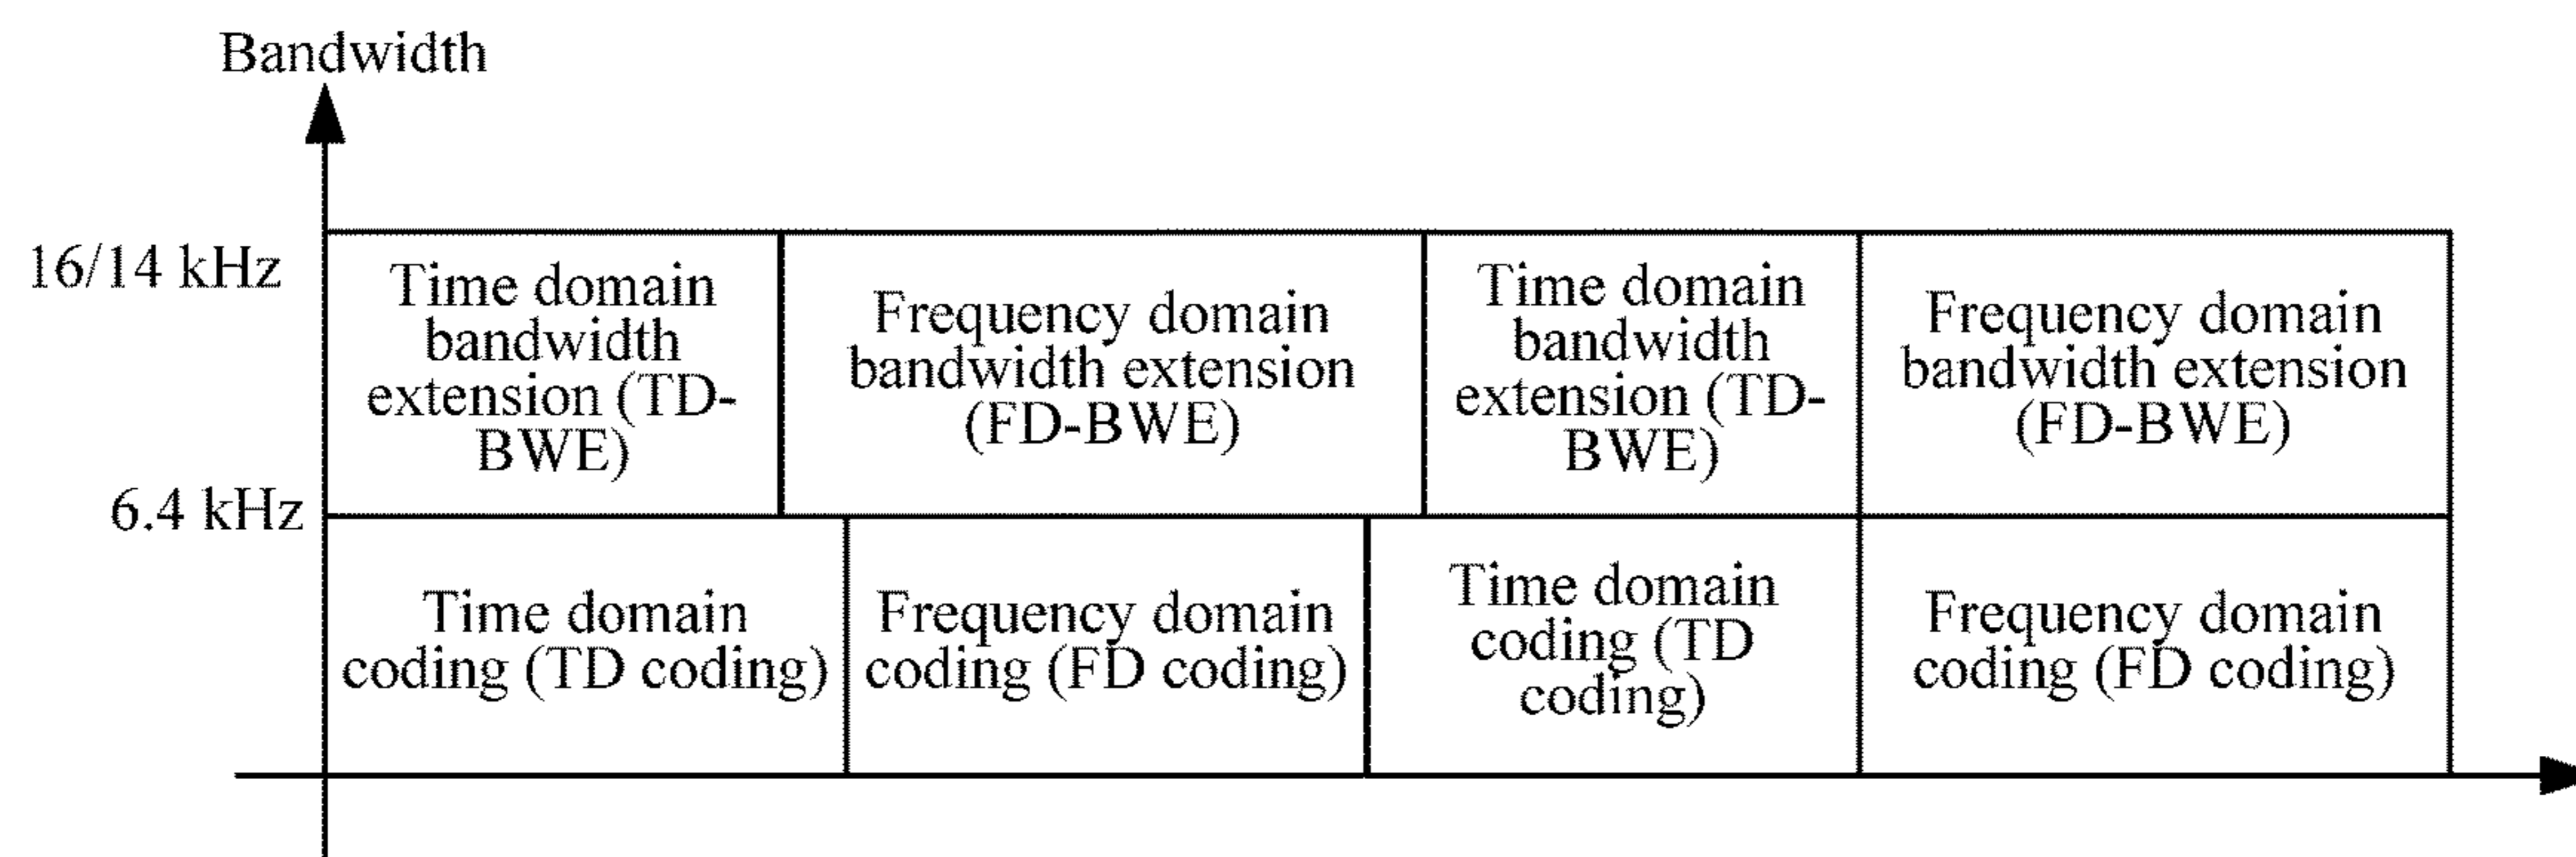 Bandwidth
16/14 kHz
Time domain
bandwidth
extension (TD-
BWE)
Frequency domain
bandwidth extension
(FD-BWE)
Time domain
bandwidth
extension (TD-
BWE)
Frequency domain
bandwidth extension
(FD-BWE)
6.4 kHz
Time domain
coding (TD coding)
Frequency domain
coding (FD coding)
Time domain
coding (TD
coding)
Frequency domain
coding (FD coding)